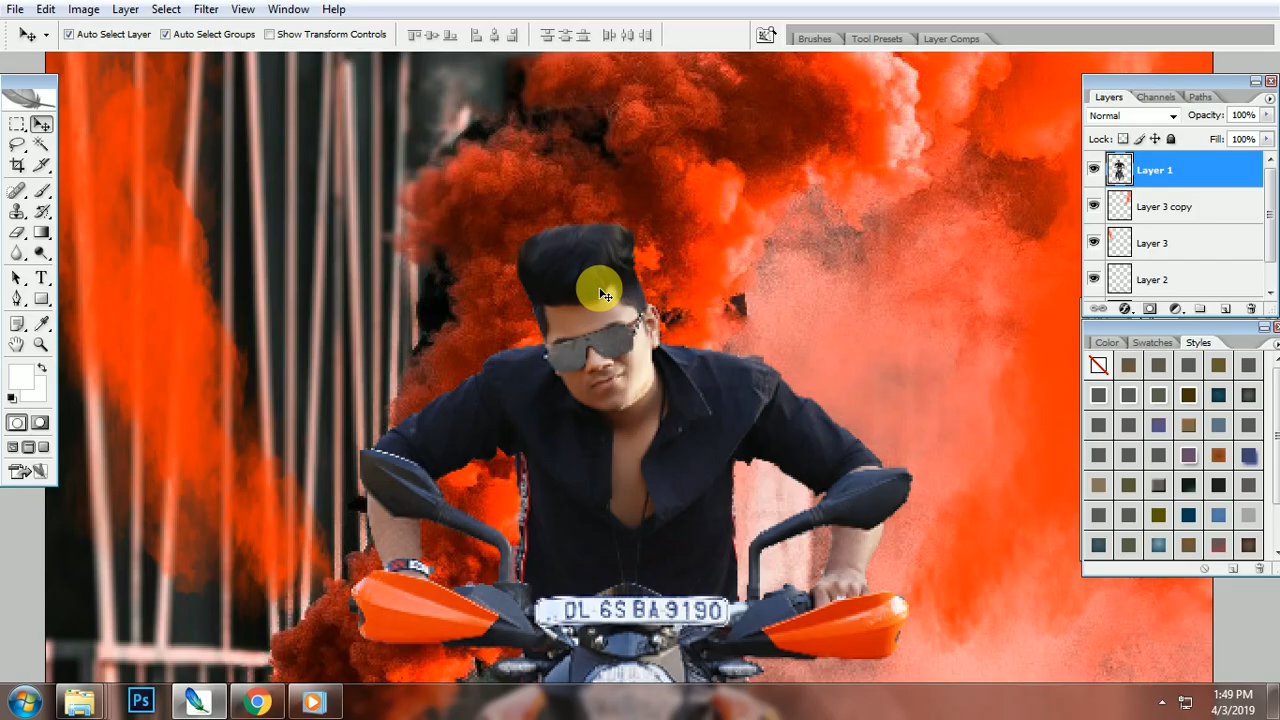 File Edit Image Layer Select Filter View Window Help
Auto Select Layer Auto Select Groups Show Transform Controls
Brushes Tool Presets Layer Comps
Layers Channels Paths
Normal Opacity: 100%
Lock: Fill: 100%
Layer 1
Layer 3 copy
Layer 3
Layer 2
Color Swatches Styles
T
DL 6S BA 9190
Ps
1:49 PM
4/3/2019